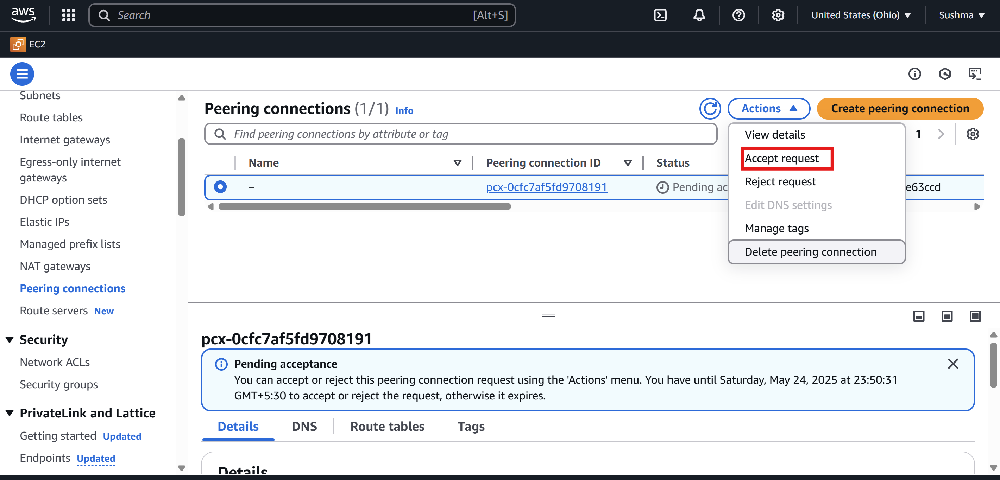 aws
Search [Alt+S]
United States (Ohio)
Sushma
EC2
Subnets
Route tables
Internet gateways
Egress-only internet
gateways
DHCP option sets
Elastic IPs
Managed prefix lists
NAT gateways
Peering connections
Route servers New
Security
Network ACLs
Security groups
PrivateLink and Lattice
Getting started Updated
Endpoints Updated
Peering connections (1/1) Info
Actions
Create peering connection
Find peering connections by attribute or tag
1
Name
Peering connection ID
Status
–
pcx-0cfc7af5fd9708191
Pending ac
e63ccd
View details
Accept request
Reject request
Edit DNS settings
Manage tags
Delete peering connection
pcx-0cfc7af5fd9708191
Pending acceptance
You can accept or reject this peering connection request using the 'Actions' menu. You have until Saturday, May 24, 2025 at 23:50:31
GMT+5:30 to accept or reject the request, otherwise it expires.
Details
DNS
Route tables
Tags
Details